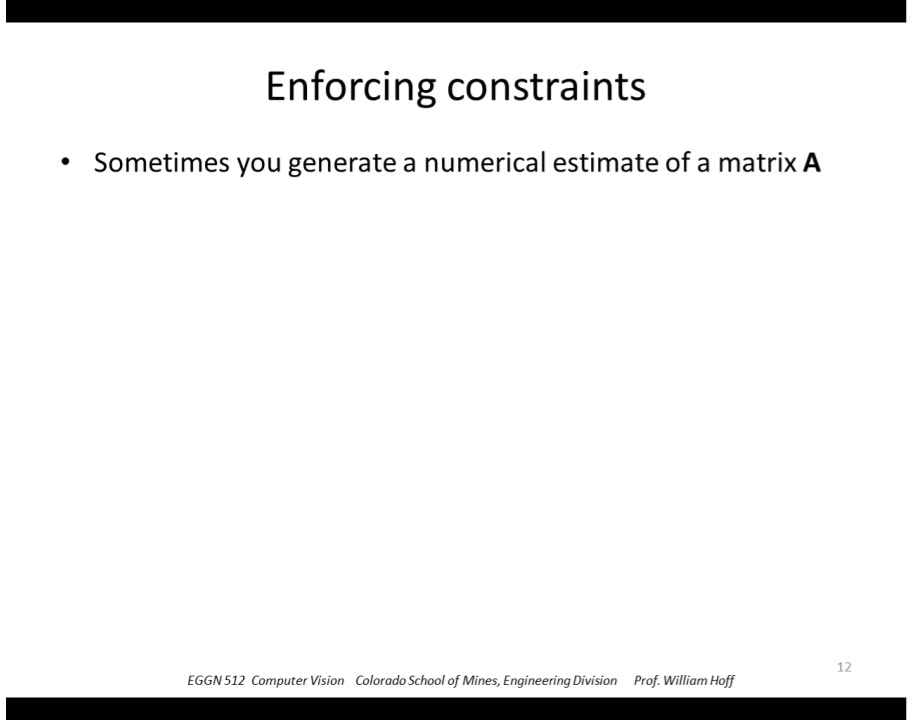 Enforcing constraints
• Sometimes you generate a numerical estimate of a matrix A
12
EGGN 512 Computer Vision Colorado School of Mines, Engineering Division Prof. William Hoff